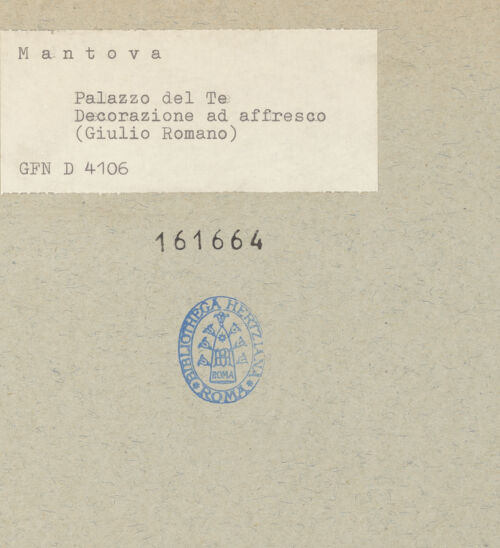 Mantova
Palazzo del Te
Decorazione ad affresco
(Giulio Romano)
GFN D 4106
161664
BIBLIOTHECA HERTZIANA
ROMA
* ROMA *